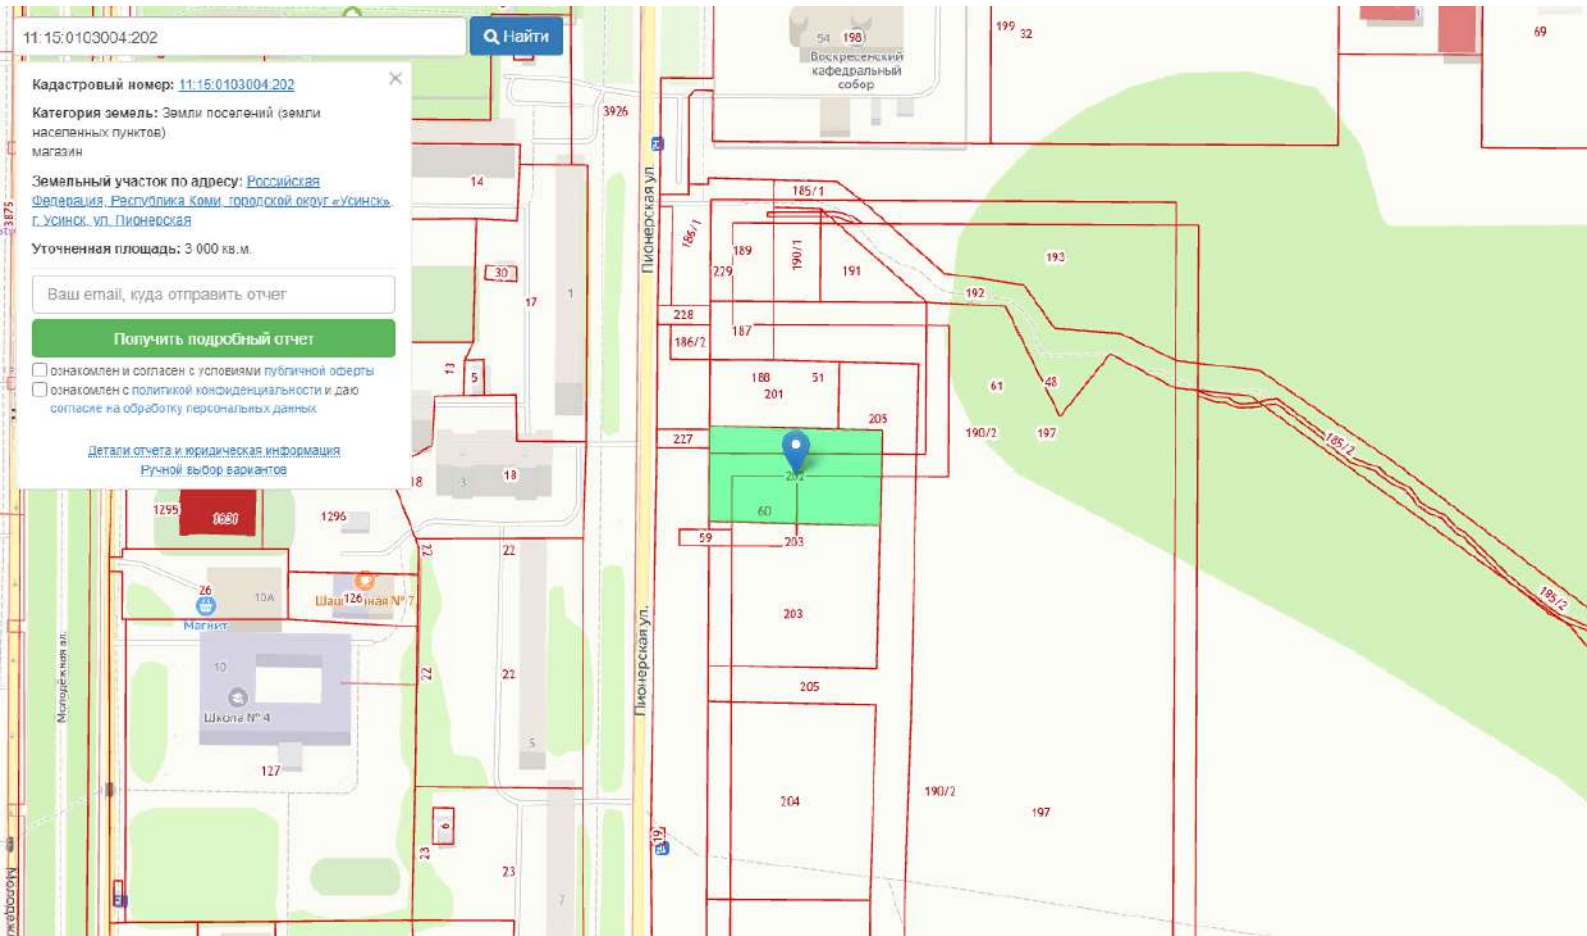 11:15:0103004:202
Найти
Кадастровый номер: 11:15:0103004:202
Категория земель: Земли поселений (земли
населенных пунктов)
магазин
Земельный участок по адресу: Российская
Федерация, Республика Коми, городской округ «Усинск»,
г. Усинск, ул. Пионерская
Уточненная площадь: 3 000 кв.м.
Ваш email, куда отправить отчет
Получить подробный отчет
ознакомлен и согласен с условиями публичной оферты
ознакомлен с политикой конфиденциальности и даю
согласие на обработку персональных данных
Детали отчета и юридическая информация
Ручной выбор вариантов
3875
54
198
Воскресенский
кафедральный
собор
199
32
69
3926
14
Пионерская ул.
185/1
186/1
189
190/1
191
229
193
192
30
17
1
228
187
186/2
13
5
188
51
201
205
61
48
190/2
197
185/2
227
202
60
18
3
18
1295
1631
1296
59
203
22
22
26
10А
126
Магнит
203
185/2
Молодёжная ул.
10
Школа № 4
22
22
Пионерская ул.
205
5
127
204
190/2
197
6
23
23
19
7